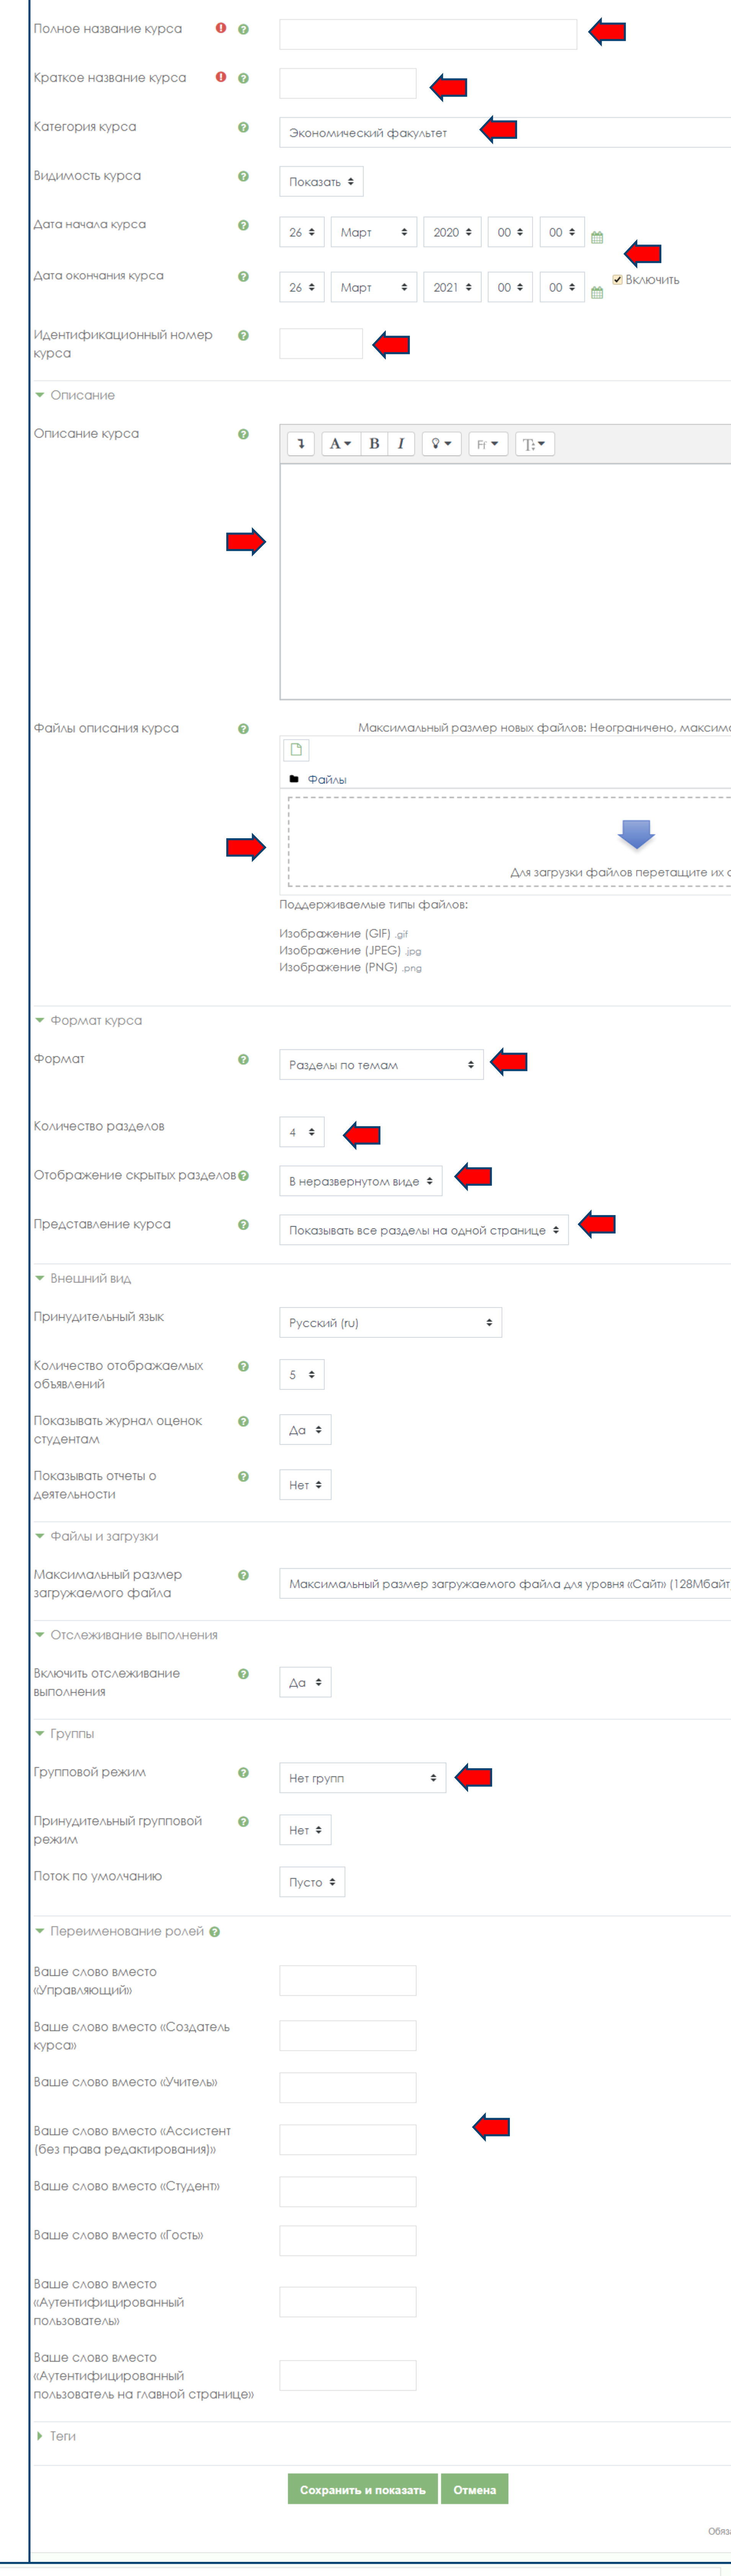 Полное название курса
Краткое название курса
Категория курса
Экономический факультет
Видимость курса
Показать
Дата начала курса
26 Март 2020 00 00
Дата окончания курса
26 Март 2021 00 00 Включить
Идентификационный номер
курса
Описание
Описание курса
A B I Ff T
Файлы описания курса
Максимальный размер новых файлов: Неограничено,
Файлы
Для загрузки файлов перетащите их
Поддерживаемые типы файлов:
Изображение (GIF) .gif
Изображение (JPEG) .jpg
Изображение (PNG) .png
Формат курса
Формат
Разделы по темам
Количество разделов
4
Отображение скрытых разделов
В неразвернутом виде
Представление курса
Показывать все разделы на одной странице
Внешний вид
Принудительный язык
Русский (ru)
Количество отображаемых
объявлений
5
Показывать журнал оценок
студентам
Да
Показывать отчеты о
деятельности
Нет
Файлы и загрузки
Максимальный размер
загружаемого файла
Максимальный размер загружаемого файла для уровня «Сайт» (128Мбайт
Отслеживание выполнения
Включить отслеживание
выполнения
Да
Группы
Групповой режим
Нет групп
Принудительный групповой
режим
Нет
Поток по умолчанию
Пусто
Переименование ролей
Ваше слово вместо
«Управляющий»
Ваше слово вместо «Создатель
курса»
Ваше слово вместо «Учитель»
Ваше слово вместо «Ассистент
(без права редактирования)»
Ваше слово вместо «Студент»
Ваше слово вместо «Гость»
Ваше слово вместо
«Аутентифицированный
пользователь»
Ваше слово вместо
«Аутентифицированный
пользователь на главной странице»
Теги
Сохранить и показать Отмена